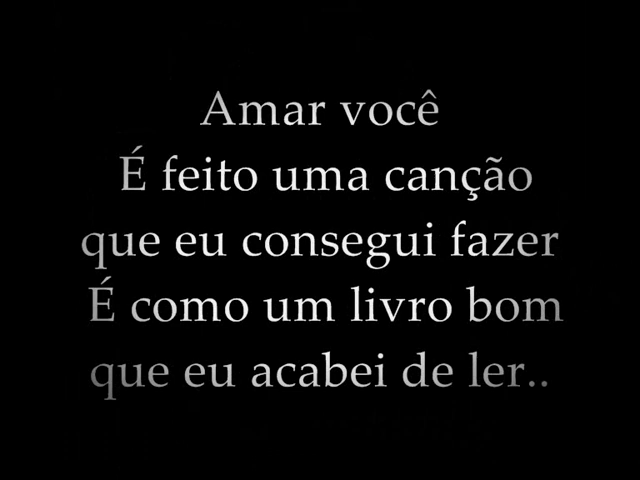 Amar você
É feito uma canção
que eu consegui fazer
É como um livro bom
que eu acabei de ler..